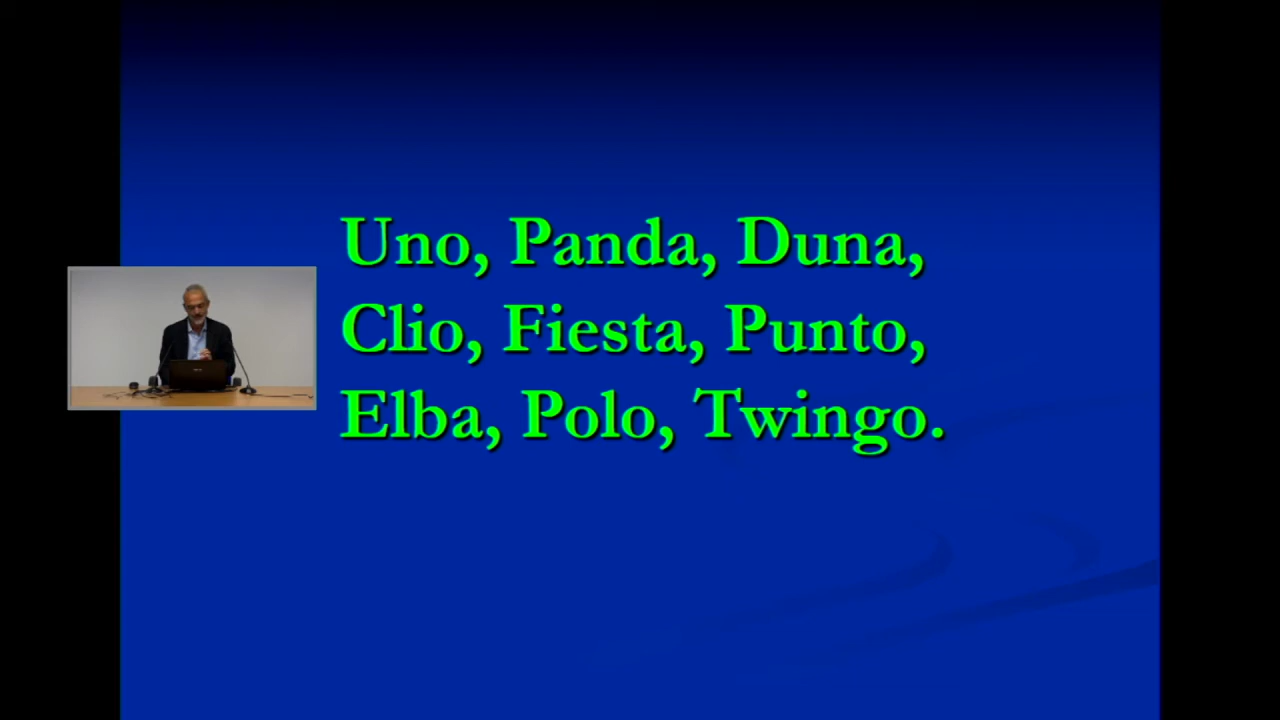 Uno, Panda, Duna,
Clio, Fiesta, Punto,
Elba, Polo, Twingo.